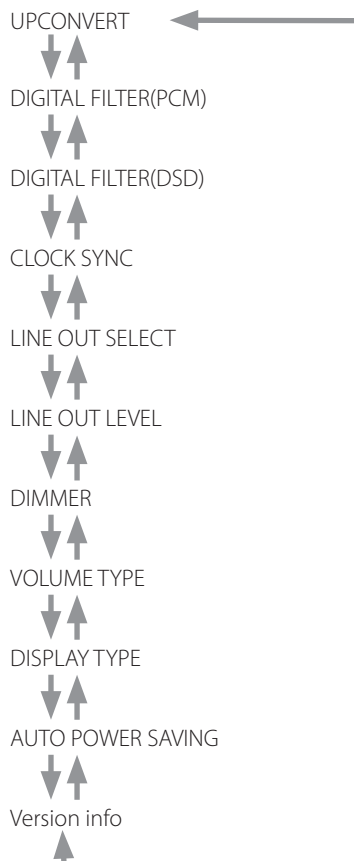 UPCONVERT
DIGITAL FILTER(PCM)
DIGITAL FILTER(DSD)
CLOCK SYNC
LINE OUT SELECT
LINE OUT LEVEL
DIMMER
VOLUME TYPE
DISPLAY TYPE
AUTO POWER SAVING
Version info